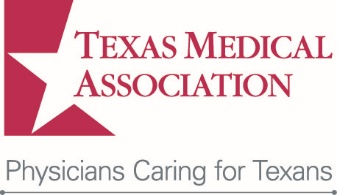 TEXAS MEDICAL
ASSOCIATION
Physicians Caring for Texans